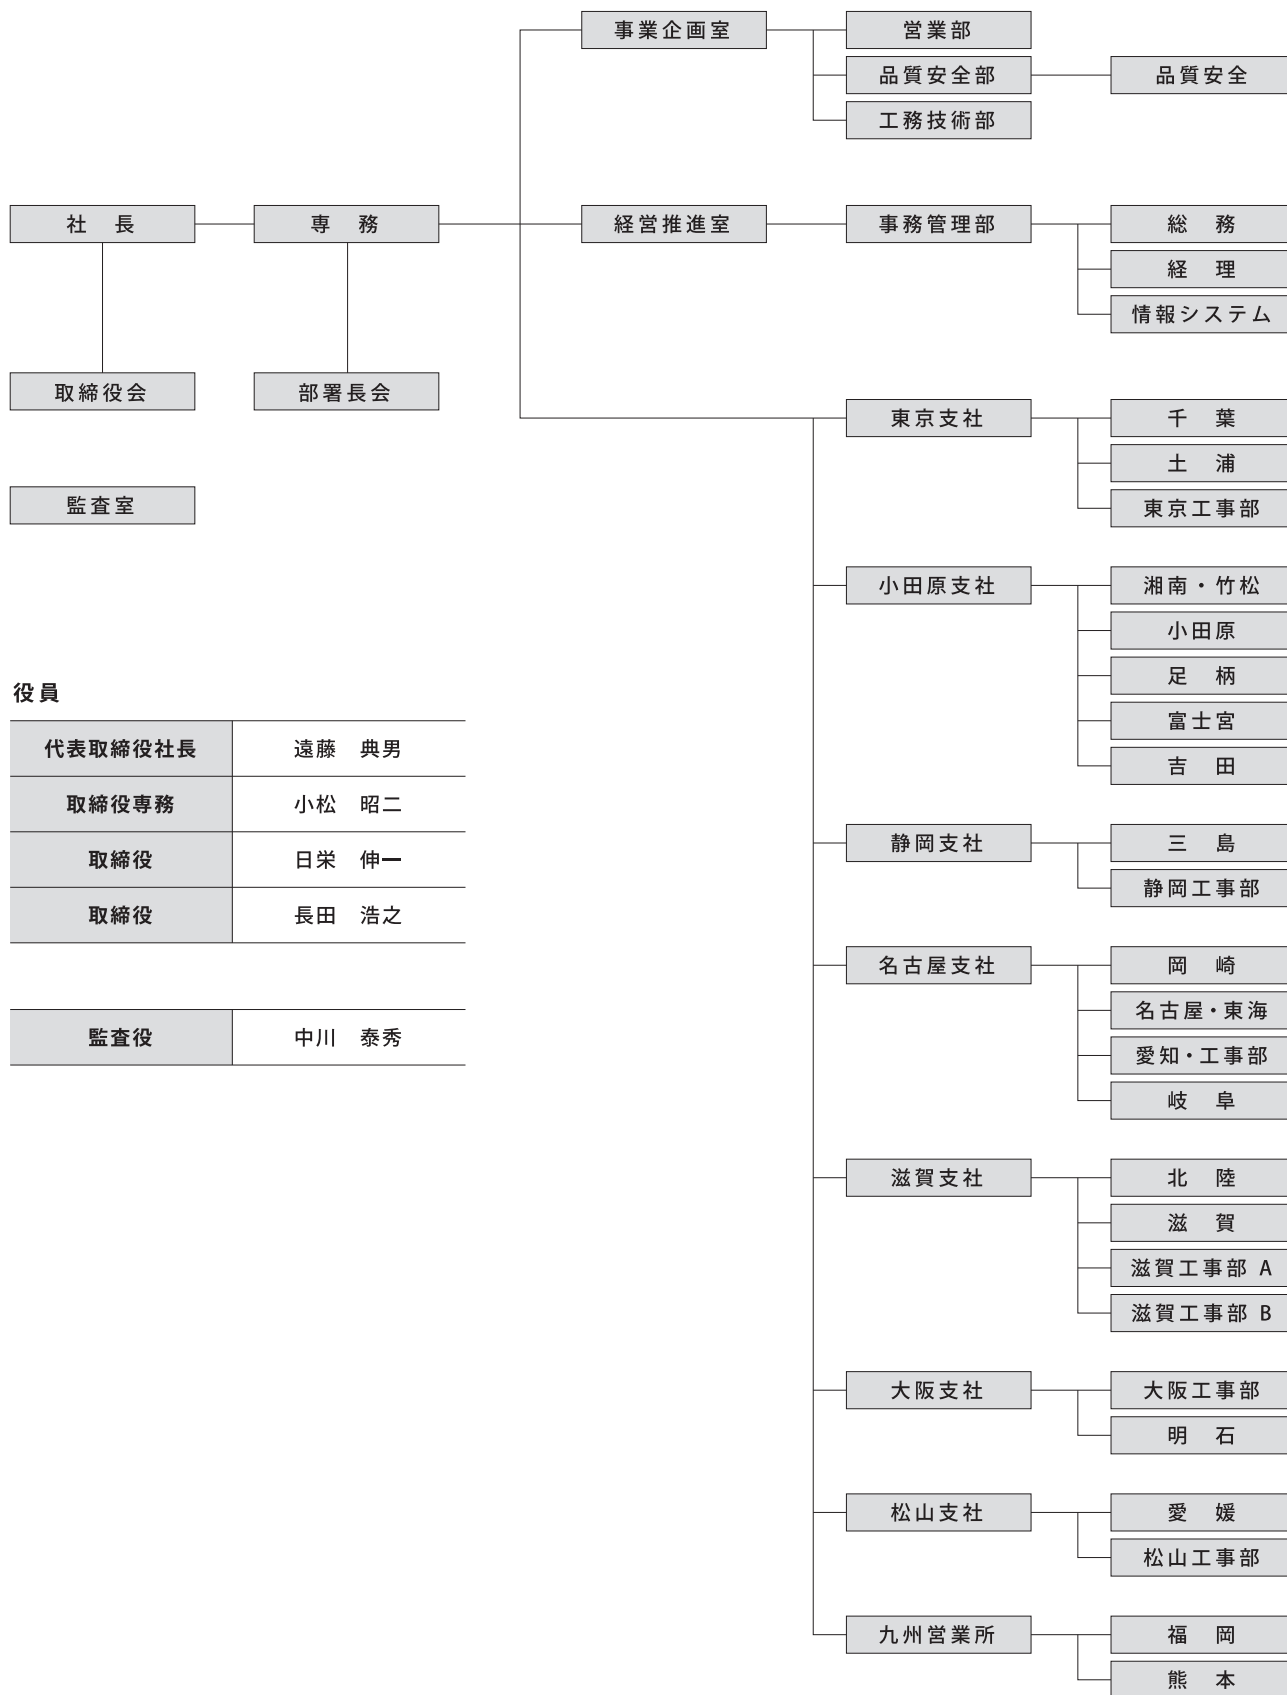 事業企画室
営業部
品質安全部
品質安全
工務技術部
社　長
専　務
経営推進室
事務管理部
総　務
経　理
情報システム
取締役会
部署長会
監査室
東京支社
千　葉
土　浦
東京工事部
小田原支社
湘南・竹松
小田原
足　柄
富士宮
吉　田
静岡支社
三　島
静岡工事部
名古屋支社
岡　崎
名古屋・東海
愛知・工事部
岐　阜
滋賀支社
北　陸
滋　賀
滋賀工事部 A
滋賀工事部 B
大阪支社
大阪工事部
明　石
松山支社
愛　媛
松山工事部
九州営業所
福　岡
熊　本
役員
代表取締役社長 遠藤　典男
取締役専務 小松　昭二
取締役 日栄　伸一
取締役 長田　浩之
監査役 中川　泰秀